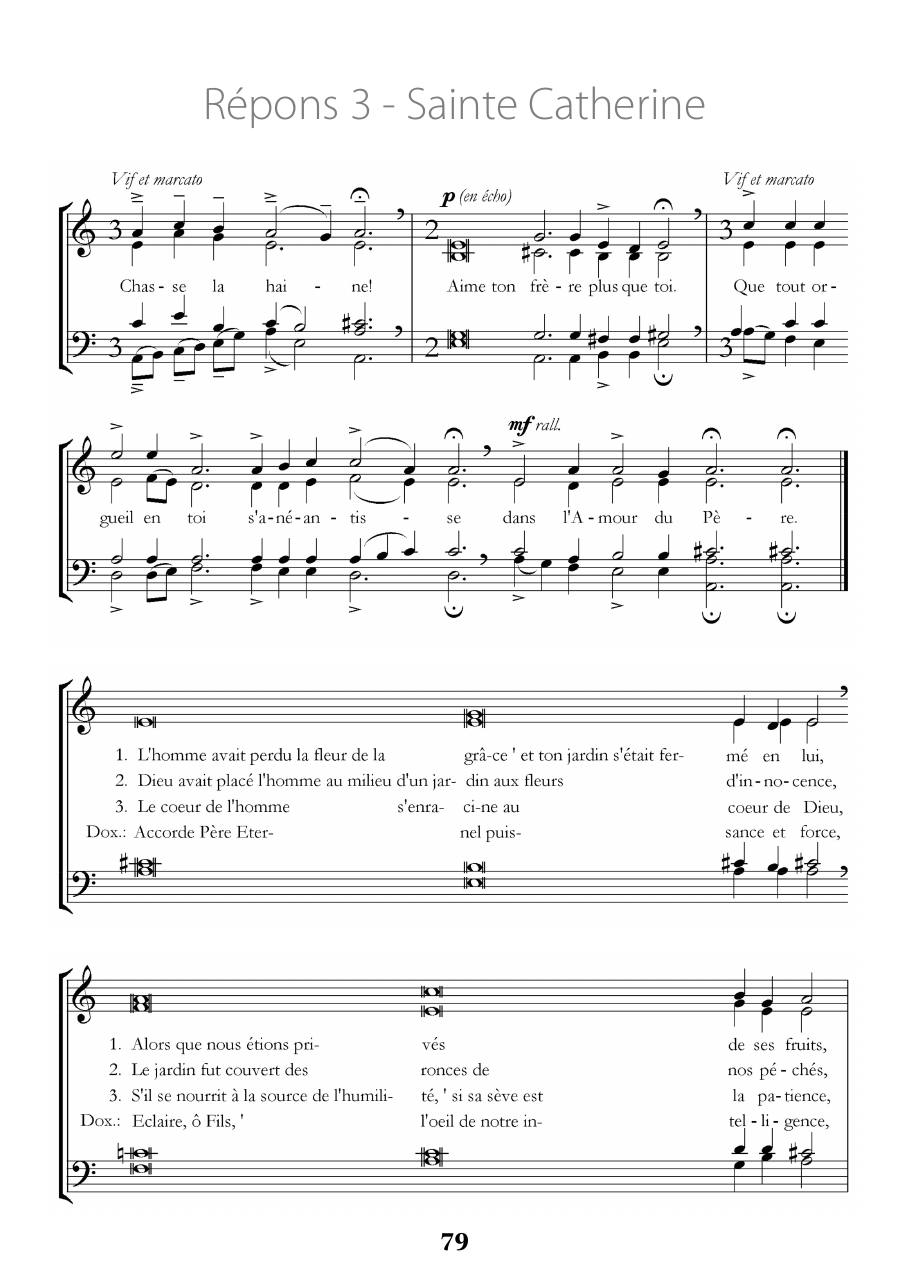 Répons 3 - Sainte Catherine
Vif et marcato
p (en écho)
Vif et marcato
3 2 3
Chas - se la hai - ne! Aime ton frè - re plus que toi. Que tout or -
3 2 3
mf rall.
gueil en toi s'a - né - an - tis - se dans l'A - mour du Pè - re.
1. L'homme avait perdu la fleur de la grâ-ce ' et ton jardin s'était fer- mé en lui,
2. Dieu avait placé l'homme au milieu d'un jar- din aux fleurs d'in - no - cence,
3. Le coeur de l'homme s'enra- ci-ne au coeur de Dieu,
Dox.: Accorde Père Eter- nel puis- sance et force,
1. Alors que nous étions pri- vés de ses fruits,
2. Le jardin fut couvert des ronces de nos pé - chés,
3. S'il se nourrit à la source de l'humili- té, ' si sa sève est la pa - tience,
Dox.: Eclaire, ô Fils, ' l'oeil de notre in- tel - li - gence,
79